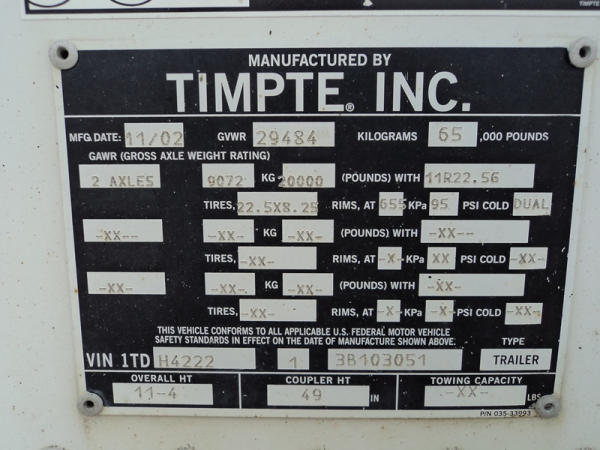 TIMPTE
MANUFACTURED BY
TIMPTE® INC.
MFG DATE: 11/02 GVWR 29484 KILOGRAMS 65 ,000 POUNDS
GAWR (GROSS AXLE WEIGHT RATING)
2 AXLES 9072 KG 20000 (POUNDS) WITH 11R22.5G
TIRES, 22.5X8.25 RIMS, AT 655 KPa 95 PSI COLD DUAL
-XX-- -XX- KG -XX- (POUNDS) WITH -XX---
TIRES, -XX-- RIMS, AT -X- KPa XX PSI COLD -XX-
-XX- -XX- KG -XX- (POUNDS) WITH -XX---
TIRES, -XX-- RIMS, AT -X- KPa -X- PSI COLD -XX-
THIS VEHICLE CONFORMS TO ALL APPLICABLE U.S. FEDERAL MOTOR VEHICLE
SAFETY STANDARDS IN EFFECT ON THE DATE OF MANUFACTURE SHOWN ABOVE. TYPE
VIN 1TD H4222 1 3B103051 TRAILER
OVERALL HT COUPLER HT TOWING CAPACITY
11-4 49 IN -XX- LBS
P/N 035-33093